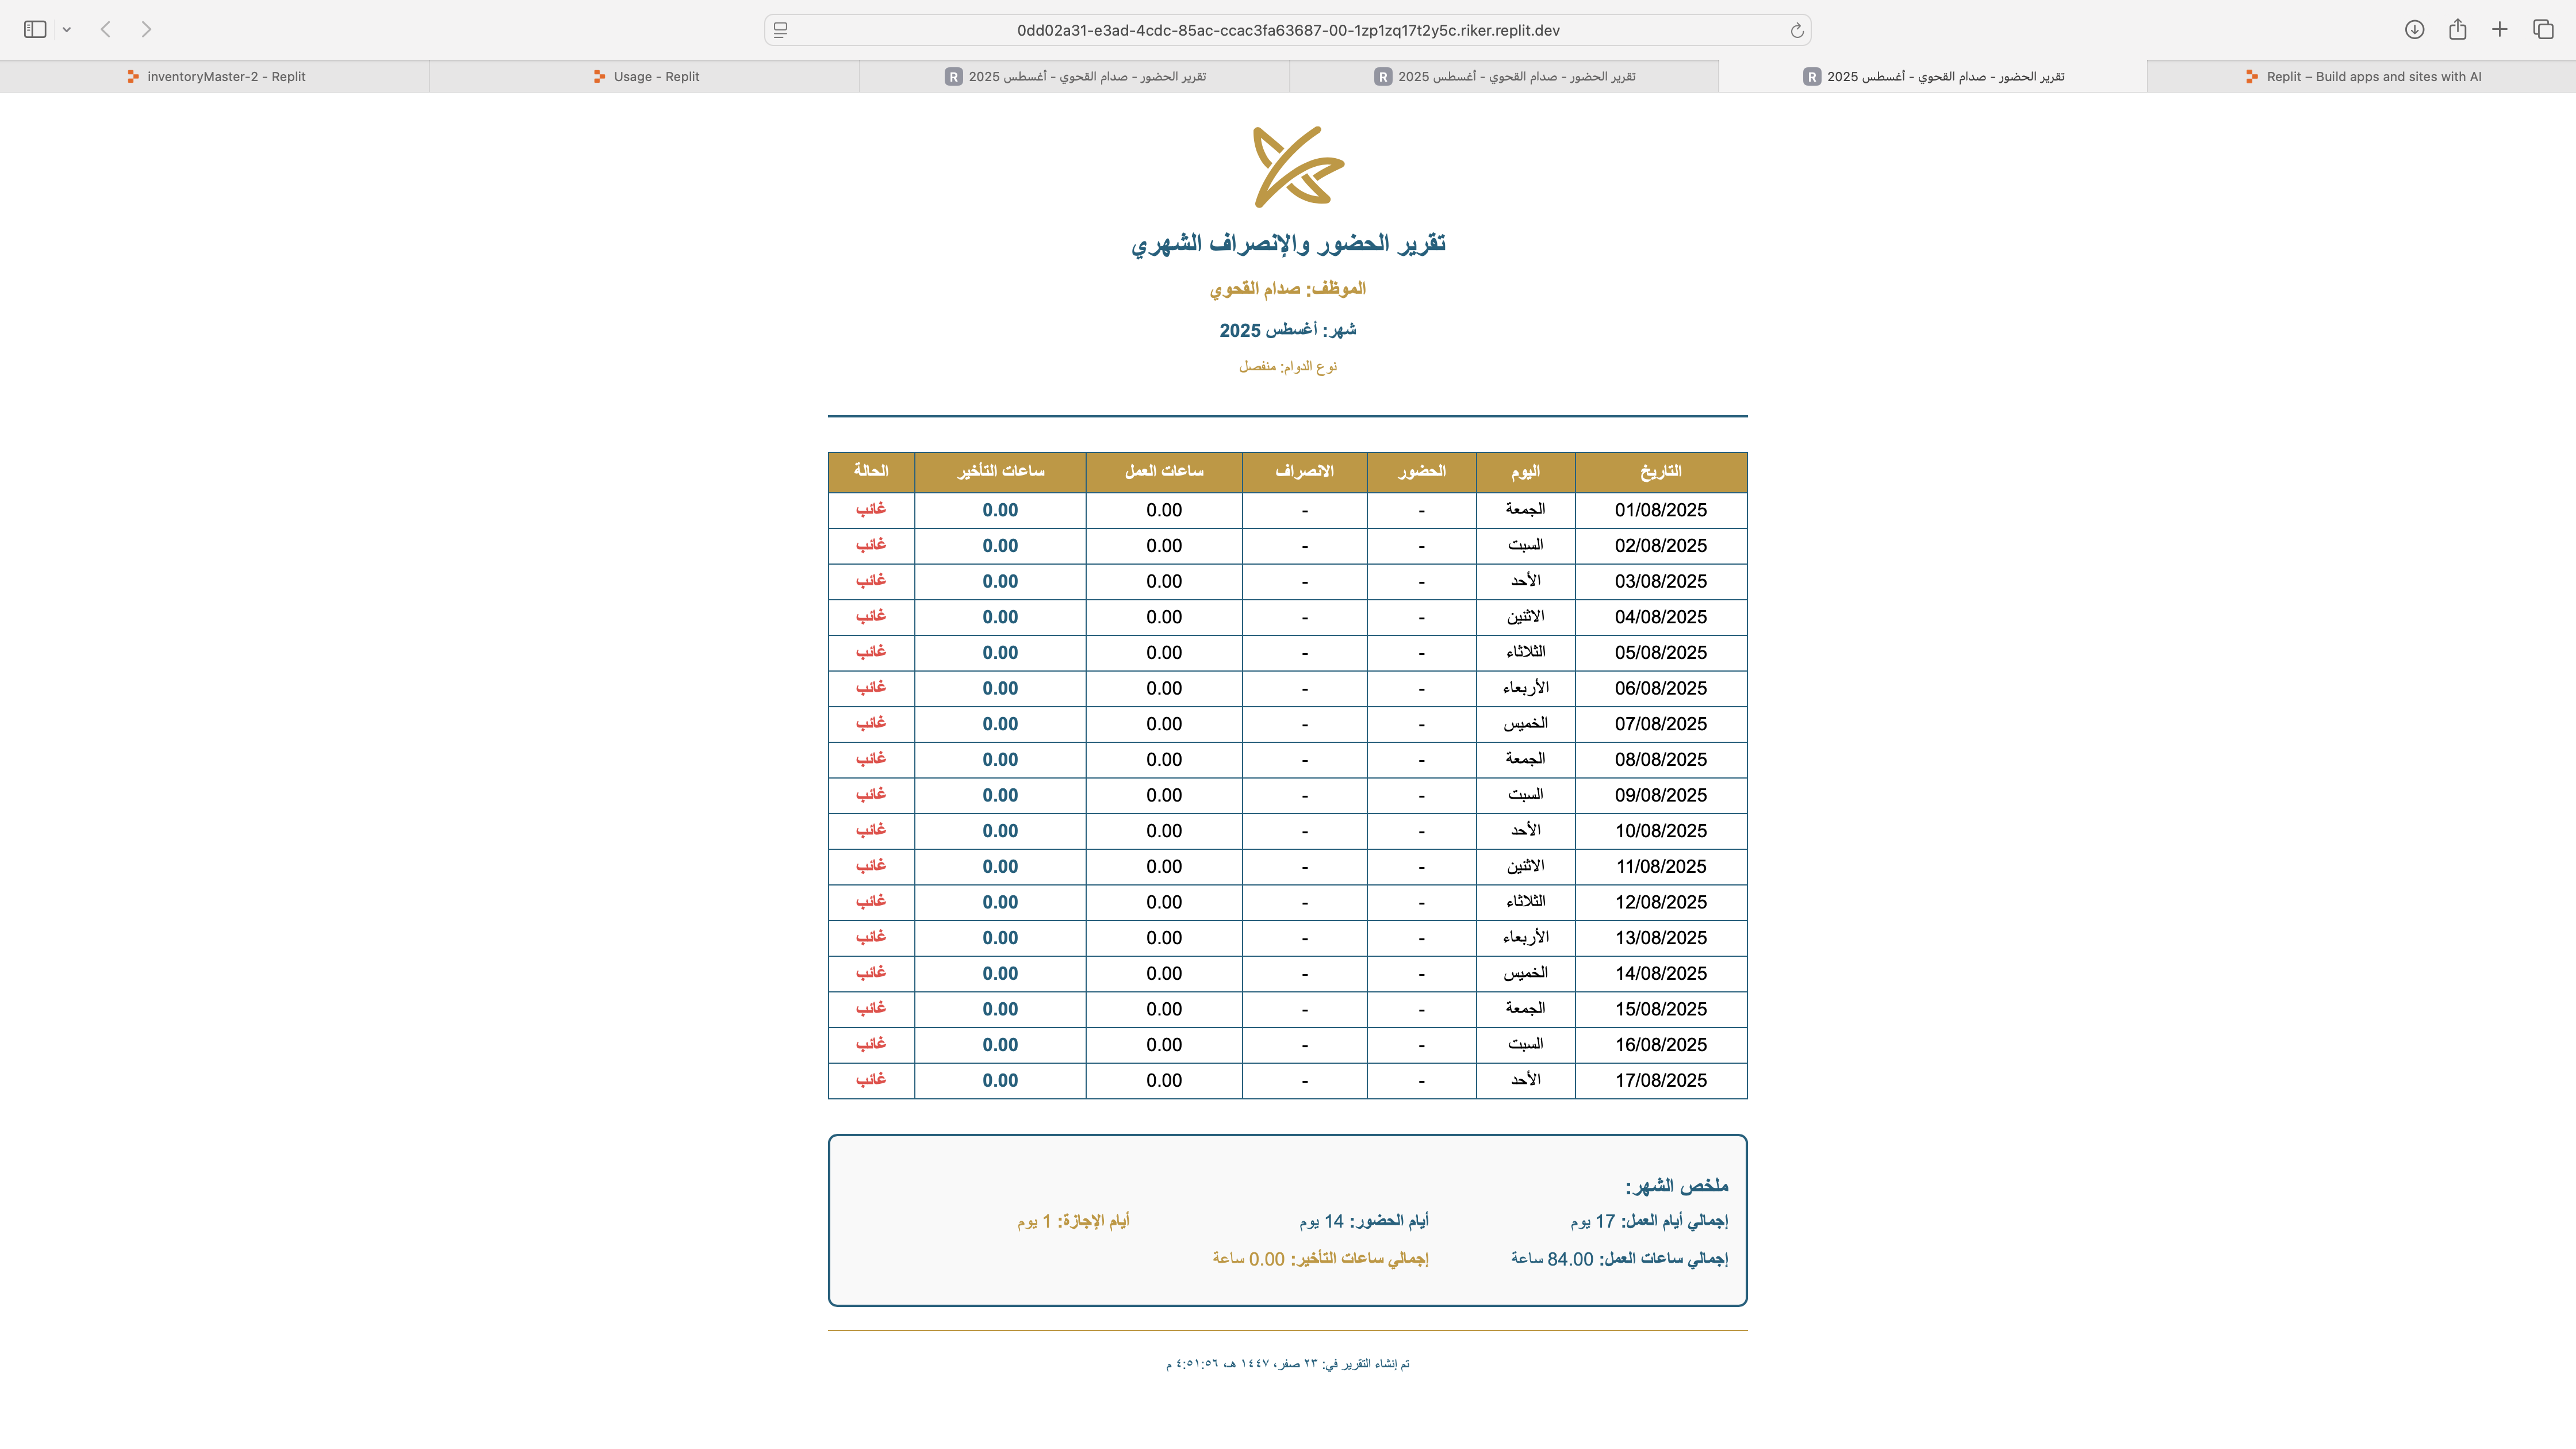 0dd02a31-e3ad-4cdc-85ac-ccac3fa63687-00-1zp1zq17t2y5c.riker.replit.dev
inventoryMaster-2 - Replit
Usage - Replit
R تقرير الحضور - صدام القحوي - أغسطس 2025
R تقرير الحضور - صدام القحوي - أغسطس 2025
R تقرير الحضور - صدام القحوي - أغسطس 2025
Replit – Build apps and sites with AI
تقرير الحضور والإنصراف الشهري
الموظف: صدام القحوي
شهر: أغسطس 2025
نوع الدوام: منفصل
التاريخ اليوم الحضور الانصراف ساعات العمل ساعات التأخير الحالة
01/08/2025 الجمعة - - 0.00 0.00 غائب
02/08/2025 السبت - - 0.00 0.00 غائب
03/08/2025 الأحد - - 0.00 0.00 غائب
04/08/2025 الاثنين - - 0.00 0.00 غائب
05/08/2025 الثلاثاء - - 0.00 0.00 غائب
06/08/2025 الأربعاء - - 0.00 0.00 غائب
07/08/2025 الخميس - - 0.00 0.00 غائب
08/08/2025 الجمعة - - 0.00 0.00 غائب
09/08/2025 السبت - - 0.00 0.00 غائب
10/08/2025 الأحد - - 0.00 0.00 غائب
11/08/2025 الاثنين - - 0.00 0.00 غائب
12/08/2025 الثلاثاء - - 0.00 0.00 غائب
13/08/2025 الأربعاء - - 0.00 0.00 غائب
14/08/2025 الخميس - - 0.00 0.00 غائب
15/08/2025 الجمعة - - 0.00 0.00 غائب
16/08/2025 السبت - - 0.00 0.00 غائب
17/08/2025 الأحد - - 0.00 0.00 غائب
ملخص الشهر:
إجمالي أيام العمل: 17 يوم أيام الحضور: 14 يوم أيام الإجازة: 1 يوم
إجمالي ساعات العمل: 84.00 ساعة إجمالي ساعات التأخير: 0.00 ساعة
تم إنشاء التقرير في: ٢٣ صفر، ١٤٤٧ هـ، ٤:٥١:٥٦ م